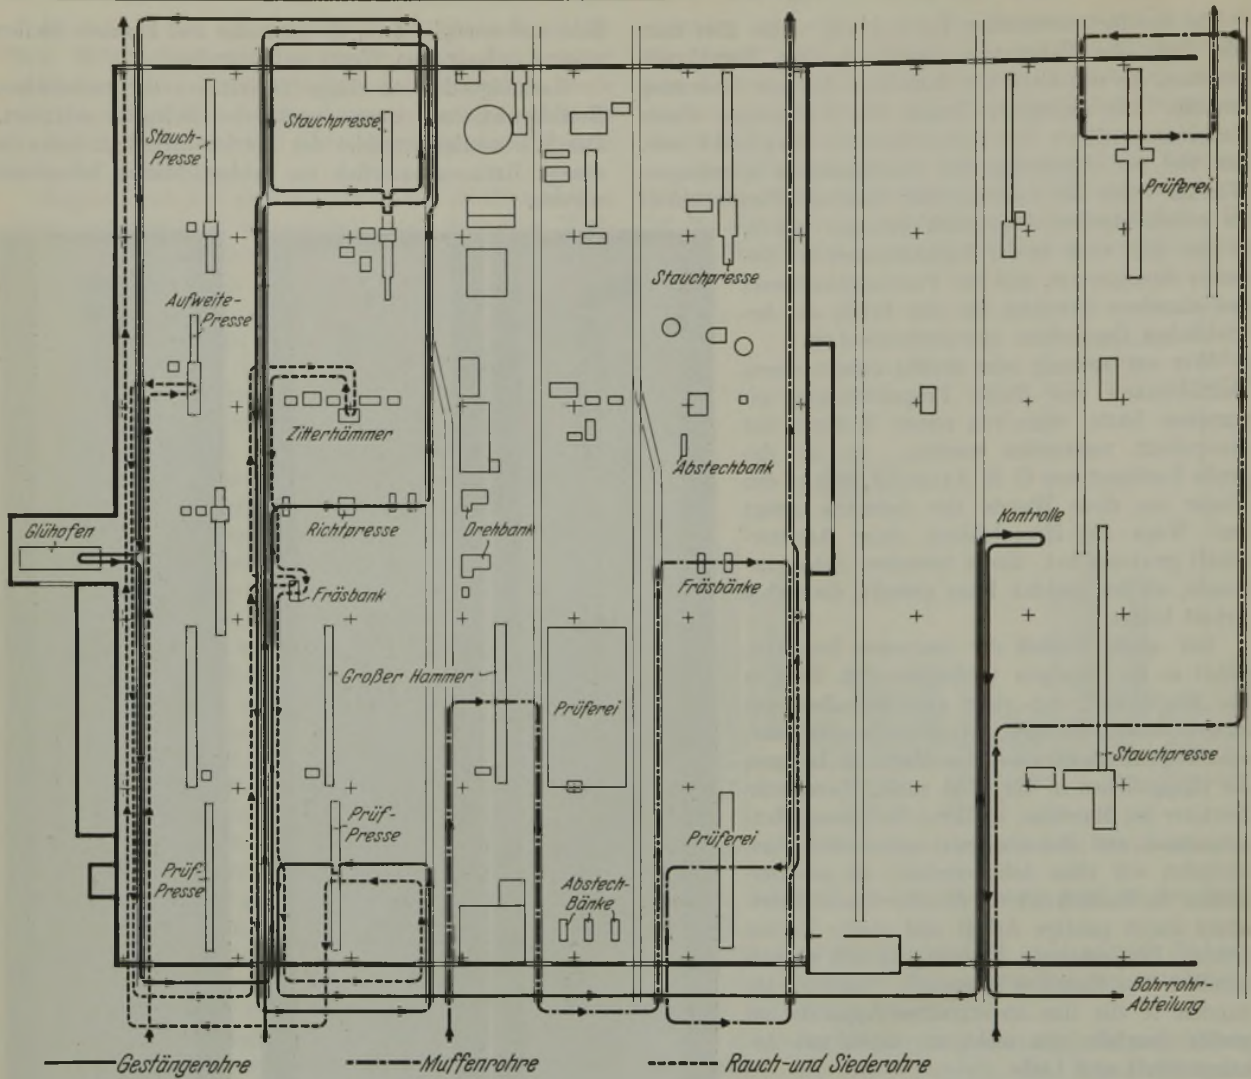 Stauch-
Presse
Stauchpresse
Prüferei
Stauchpresse
Aufweite-
Presse
Zitterhämmer
Abstechbank
Glühofen
Richtpresse
Drehbank
Kontrolle
Fräsbank
Fräsbänke
Großer Hammer
Prüferei
Stauchpresse
Prüf-
Presse
Prüferei
Prüf-
Presse
Abstech-
Bänke
Bohrrohr-
Abteilung
Gestängerohre
Muffenrohre
Rauch-und Siederohre